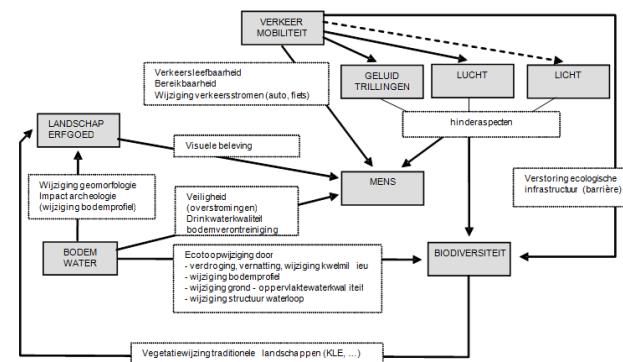 VERKEER
MOBILITEIT
Verkeersleefbaarheid
Bereikbaarheid
Wijziging verkeersstromen (auto, fiets)
GELUID
TRILLINGEN
LUCHT
LICHT
hinderaspecten
LANDSCHAP
ERFGOED
Visuele beleving
MENS
Verstoring ecologische
infrastructuur (barrière)
Wijziging geomorfologie
Impact archeologie
(wijziging bodemprofiel)
Veiligheid
(overstromingen)
Drinkwaterkwaliteit
bodemverontreiniging
BODEM
WATER
Ecotoopwijziging door
- verdroging, vernatting, wijziging kwelmil ieu
- wijziging bodemprofiel
- wijziging grond - oppervlaktewaterkwal iteit
- wijziging structuur waterloop
BIODIVERSITEIT
Vegetatiewijzing traditionele landschappen (KLE, ...)